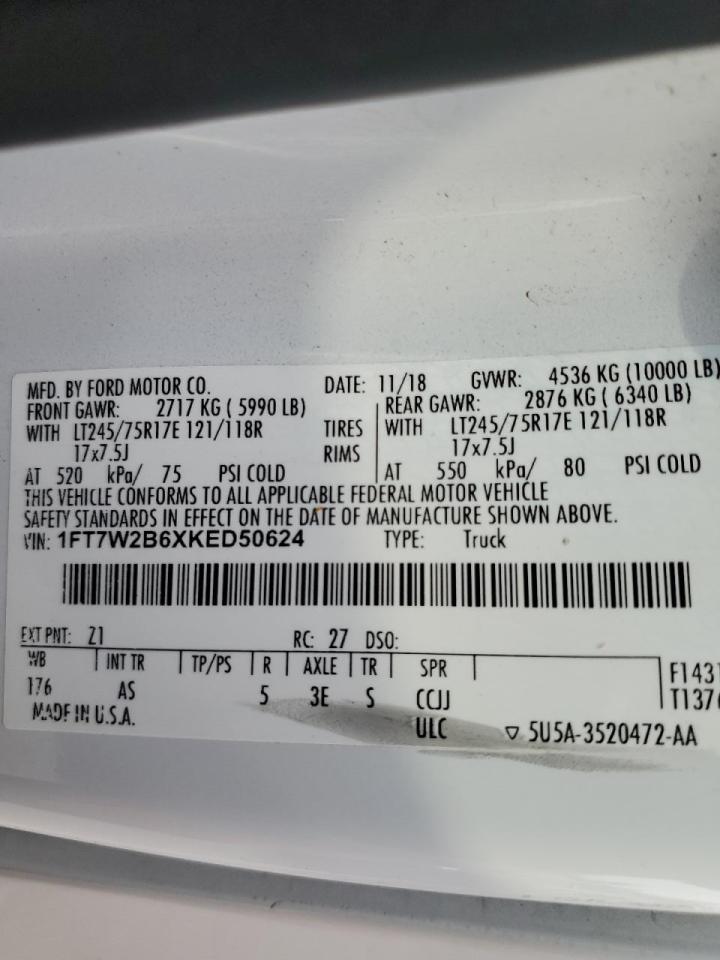 MFD. BY FORD MOTOR CO. DATE: 11/18 GVWR: 4536 KG (10000 LB)
FRONT GAWR: 2717 KG ( 5990 LB) REAR GAWR: 2876 KG ( 6340 LB)
WITH LT245/75R17E 121/118R TIRES WITH LT245/75R17E 121/118R
17x7.5J RIMS 17x7.5J
AT 520 kPa/ 75 PSI COLD AT 550 kPa/ 80 PSI COLD
THIS VEHICLE CONFORMS TO ALL APPLICABLE FEDERAL MOTOR VEHICLE
SAFETY STANDARDS IN EFFECT ON THE DATE OF MANUFACTURE SHOWN ABOVE.
VIN: 1FT7W2B6XKED50624 TYPE: Truck
EXT PNT: Z1 RC: 27 DSO:
WB INT TR TP/PS R AXLE TR SPR F1431
176 AS 5 3E S CCJJ T1376
MADE IN U.S.A. ULC ▽ 5U5A-3520472-AA